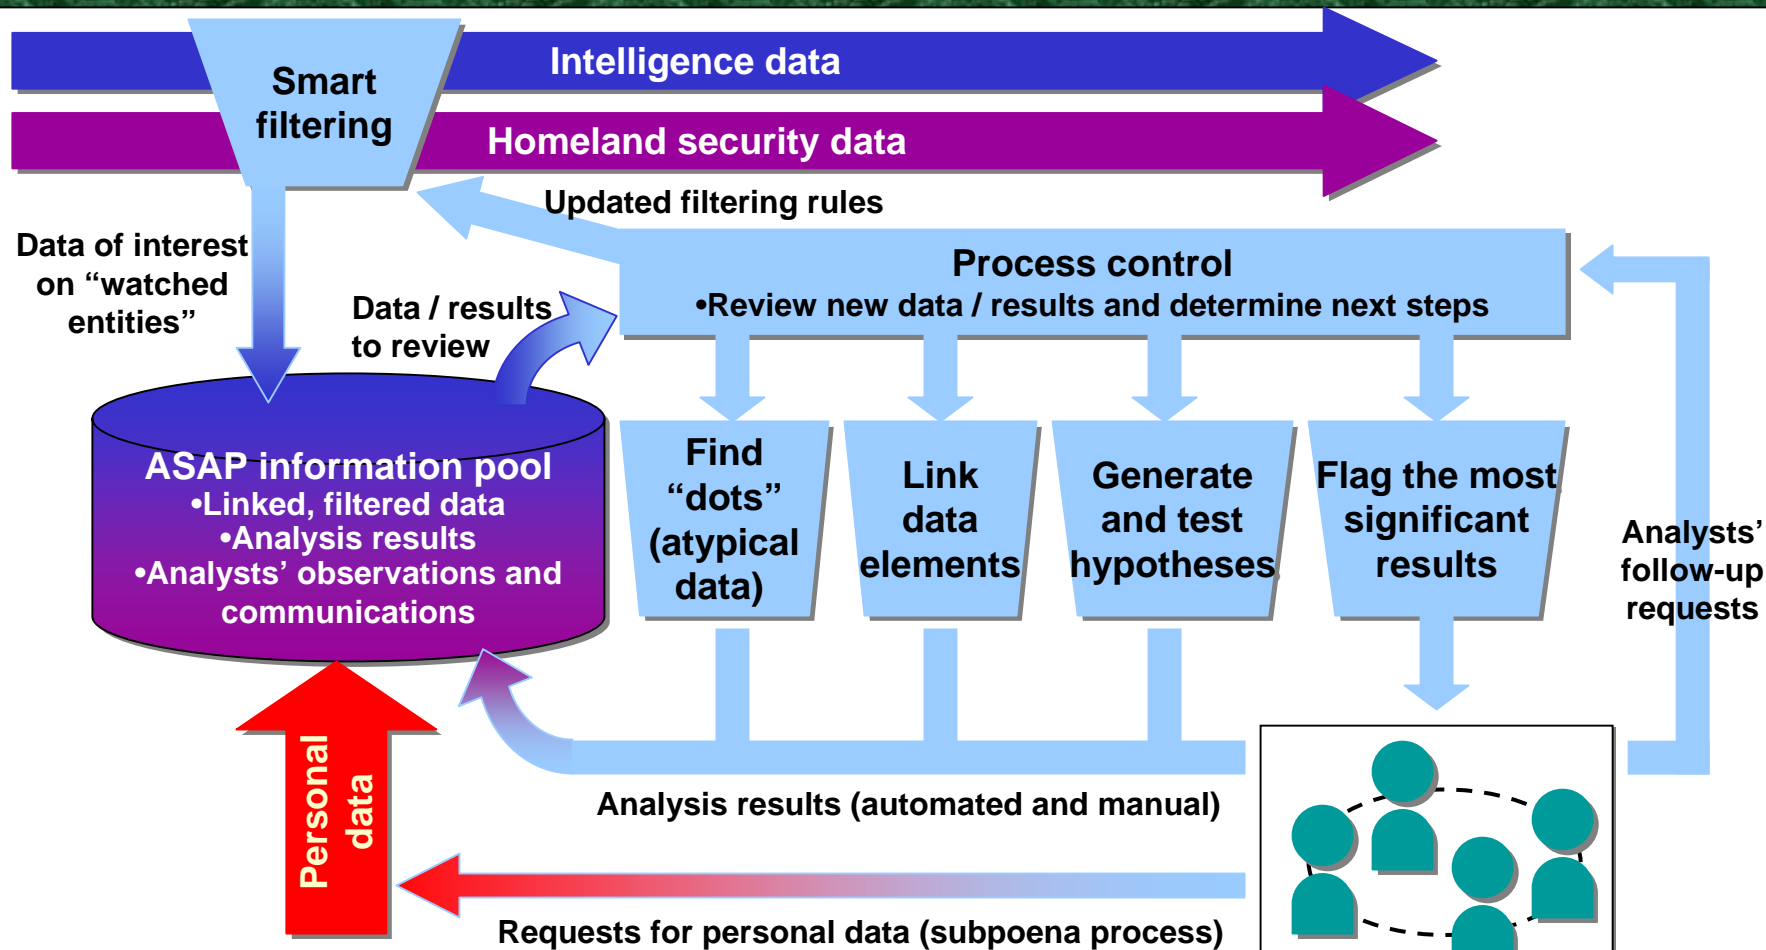 Smart
filtering
Intelligence data
Homeland security data
Updated filtering rules
Data of interest
on “watched
entities”
Data / results
to review
Process control
•Review new data / results and determine next steps
ASAP information pool
•Linked, filtered data
•Analysis results
•Analysts’ observations and
communications
Find
“dots”
(atypical
data)
Link
data
elements
Generate
and test
hypotheses
Flag the most
significant
results
Analysts’
follow-up
requests
Personal
data
Analysis results (automated and manual)
Requests for personal data (subpoena process)